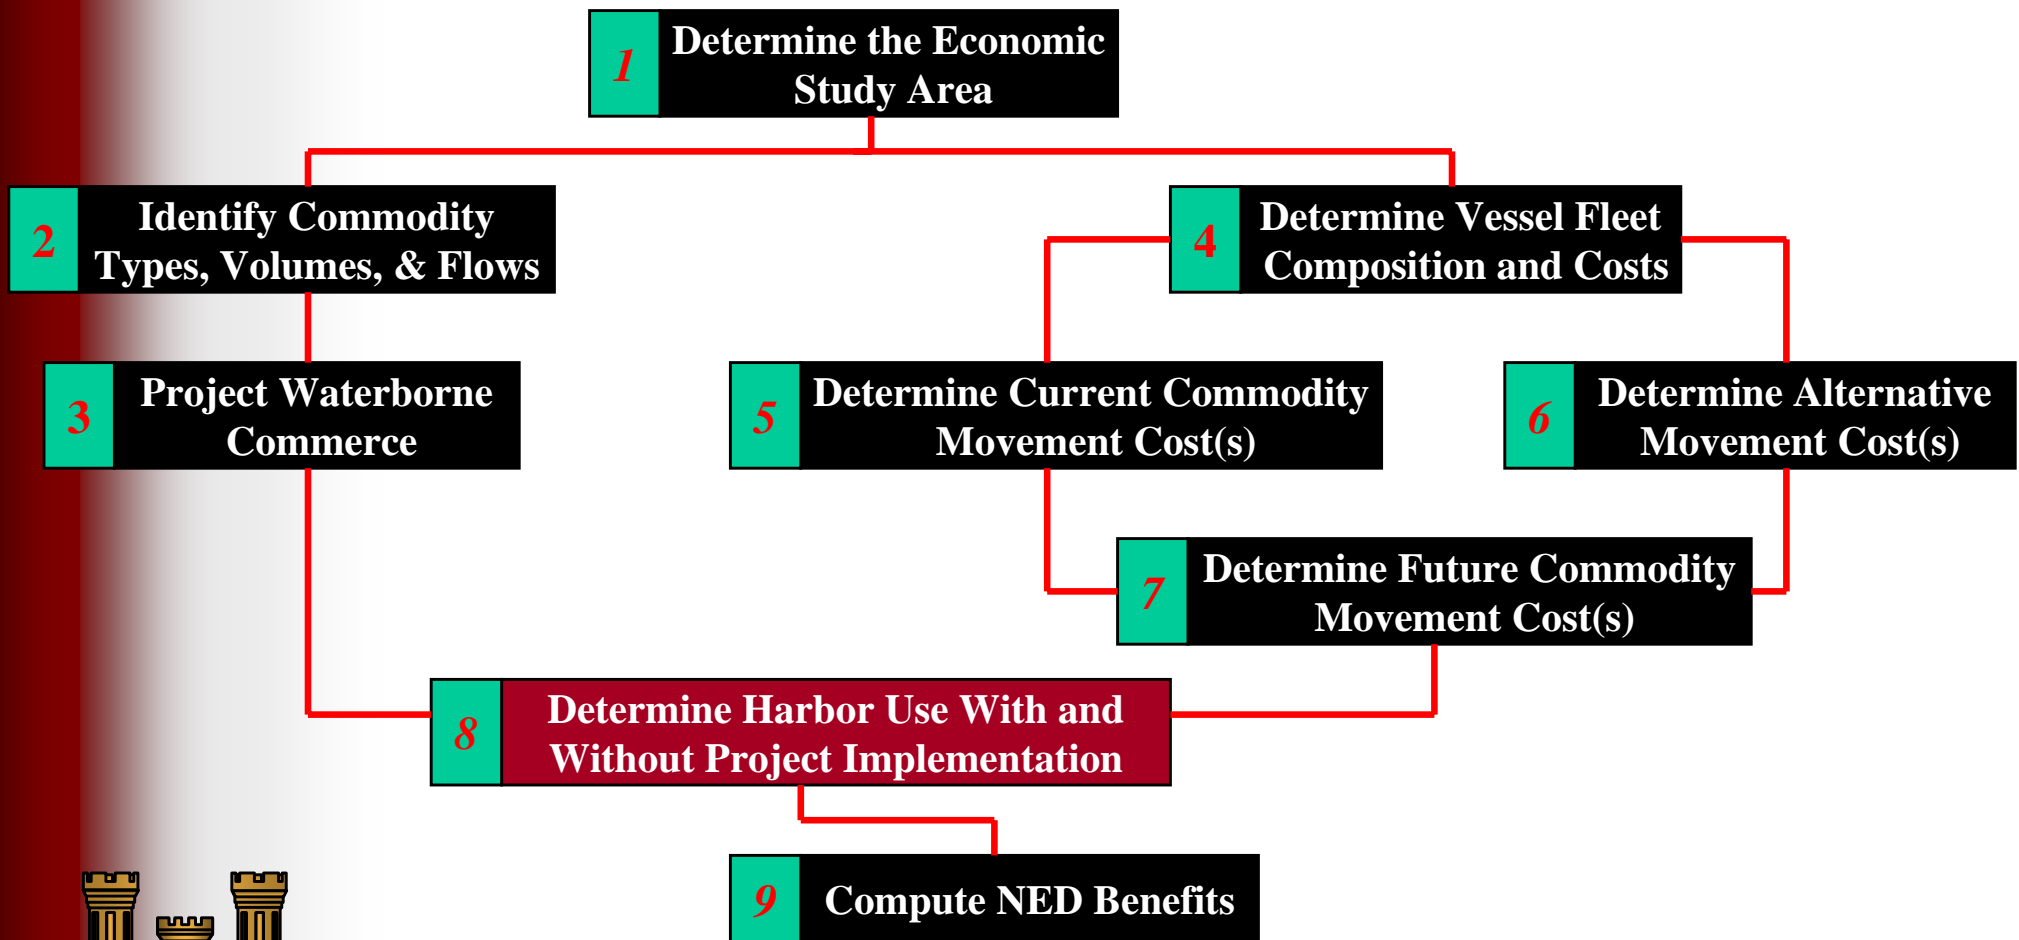 1
Determine the Economic
Study Area
2
Identify Commodity
Types, Volumes, & Flows
4
Determine Vessel Fleet
Composition and Costs
3
Project Waterborne
Commerce
5
Determine Current Commodity
Movement Cost(s)
6
Determine Alternative
Movement Cost(s)
7
Determine Future Commodity
Movement Cost(s)
8
Determine Harbor Use With and
Without Project Implementation
9
Compute NED Benefits